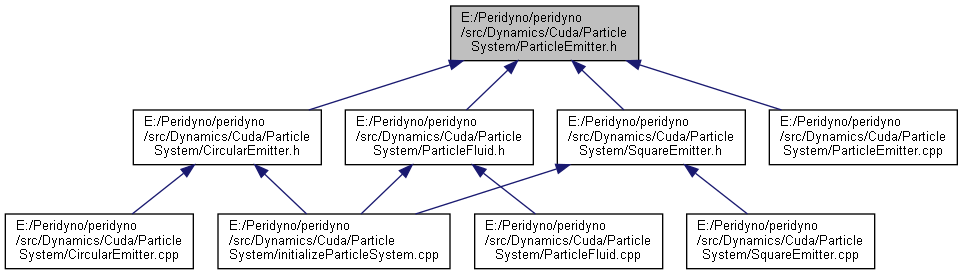 E:/Peridyno/peridyno
/src/Dynamics/Cuda/Particle
System/ParticleEmitter.h
E:/Peridyno/peridyno
/src/Dynamics/Cuda/Particle
System/CircularEmitter.h
E:/Peridyno/peridyno
/src/Dynamics/Cuda/Particle
System/ParticleFluid.h
E:/Peridyno/peridyno
/src/Dynamics/Cuda/Particle
System/SquareEmitter.h
E:/Peridyno/peridyno
/src/Dynamics/Cuda/Particle
System/ParticleEmitter.cpp
E:/Peridyno/peridyno
/src/Dynamics/Cuda/Particle
System/CircularEmitter.cpp
E:/Peridyno/peridyno
/src/Dynamics/Cuda/Particle
System/initializeParticleSystem.cpp
E:/Peridyno/peridyno
/src/Dynamics/Cuda/Particle
System/ParticleFluid.cpp
E:/Peridyno/peridyno
/src/Dynamics/Cuda/Particle
System/SquareEmitter.cpp